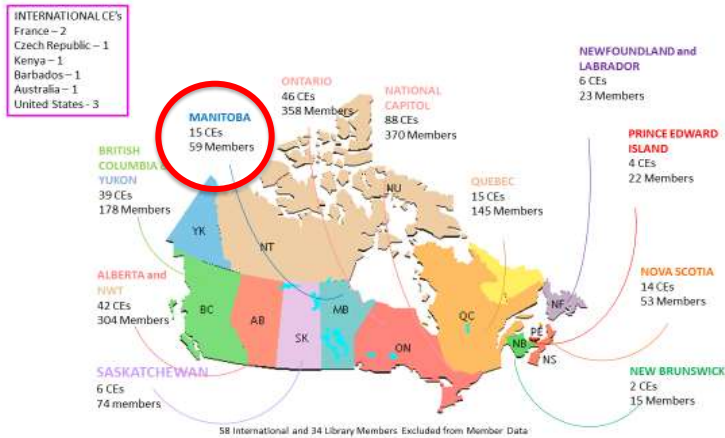 INTERNATIONAL CE's
France – 2
Czech Republic – 1
Kenya – 1
Barbados – 1
Australia – 1
United States - 3
MANITOBA
15 CEs
59 Members
ONTARIO
46 CEs
358 Members
NATIONAL
CAPITOL
88 CEs
370 Members
NEWFOUNDLAND and
LABRADOR
6 CEs
23 Members
PRINCE EDWARD
ISLAND
4 CEs
22 Members
BRITISH
COLUMBIA &
YUKON
39 CEs
178 Members
QUEBEC
15 CEs
145 Members
NOVA SCOTIA
14 CEs
53 Members
ALBERTA and
NWT
42 CEs
304 Members
SASKATCHEWAN
6 CEs
74 members
NEW BRUNSWICK
2 CEs
15 Members
YK
NT
NU
BC
AB
SK
MB
ON
QC
NF
PE
NB
NS
58 International and 34 Library Members Excluded from Member Data